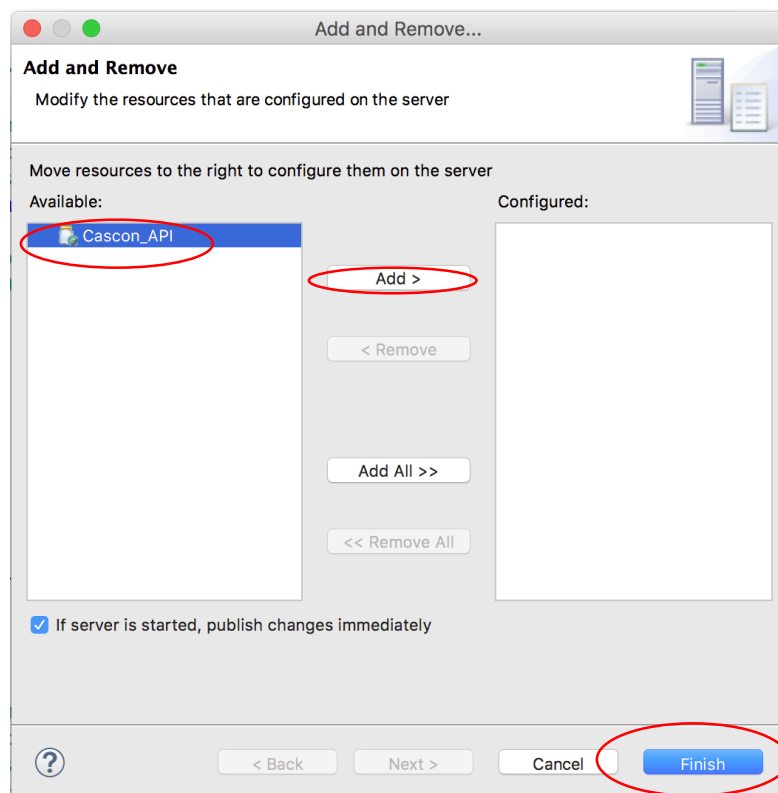 Add and Remove...
Add and Remove
Modify the resources that are configured on the server
Move resources to the right to configure them on the server
Available:
Configured:
Cascon_API
Add >
< Remove
Add All >>
<< Remove All
If server is started, publish changes immediately
?
< Back
Next >
Cancel
Finish